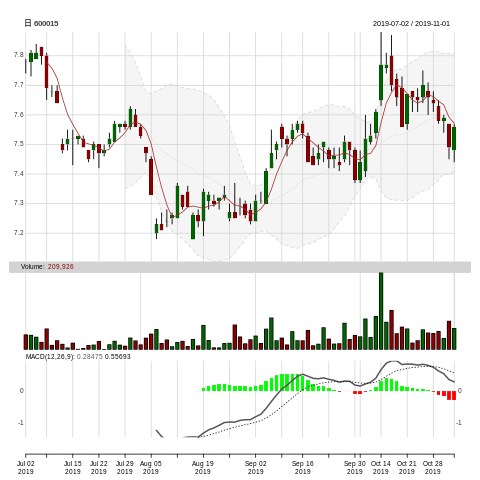 日 600015
2019-07-02 / 2019-11-01
7.8
7.7
7.6
7.5
7.4
7.3
7.2
Volume: 209,926
MACD(12,26,9): 0.28475 0.55693
0 0
-1 -1
Jul 02 Jul 15 Jul 22 Jul 29 Aug 05 Aug 19 Sep 02 Sep 16 Sep 30 Oct 14 Oct 21 Oct 28
2019 2019 2019 2019 2019 2019 2019 2019 2019 2019 2019 2019